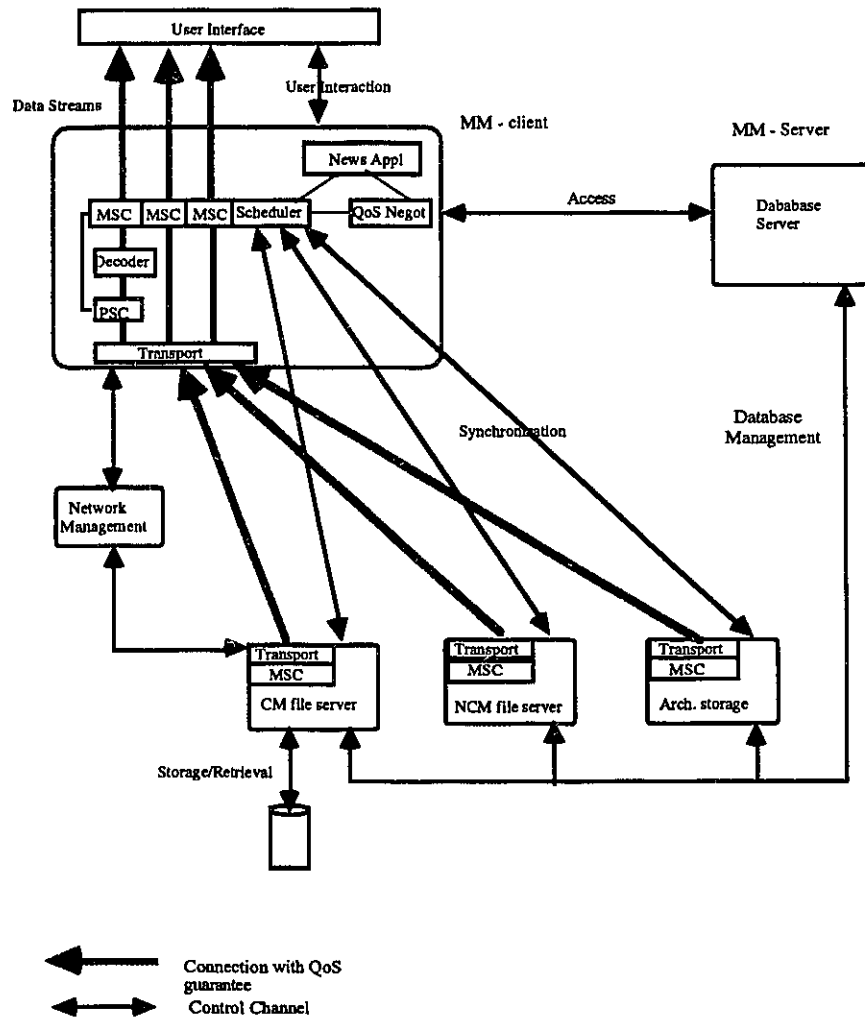 User Interface
Data Streams
User Interaction
MM - client
MM - Server
News Appl
MSC
MSC
MSC
Scheduler
QoS Negot
Access
Dababase
Server
Decoder
PSC
Transport
Synchronization
Database
Management
Network
Management
Transport
MSC
CM file server
Transport
MSC
NCM file server
Transport
MSC
Arch. storage
Storage/Retrieval
Connection with QoS
guarantee
Control Channel